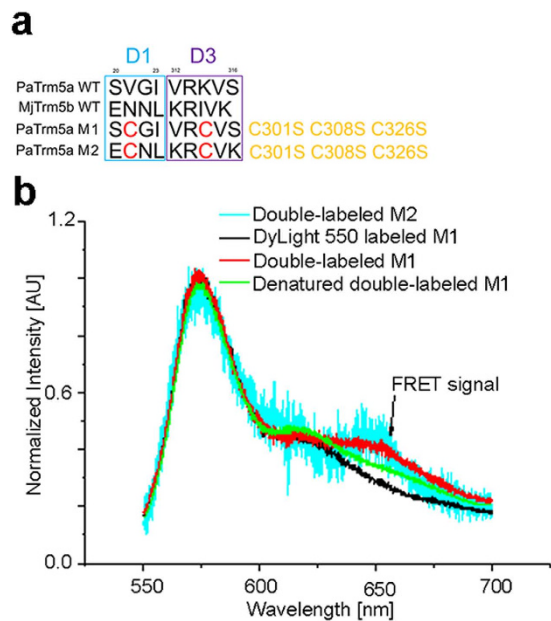 a
D1 D3
20 23 312 316
PaTrm5a WT SVGI VRKVS
MjTrm5b WT ENNL KRIVK
PaTrm5a M1 SCGI VRCVS C301S C308S C326S
PaTrm5a M2 ECNL KRCVK C301S C308S C326S
b
1.2
Double-labeled M2
DyLight 550 labeled M1
Double-labeled M1
Denatured double-labeled M1
FRET signal
0.6
Normalized Intensity [AU]
0.0
550 600 650 700
Wavelength [nm]